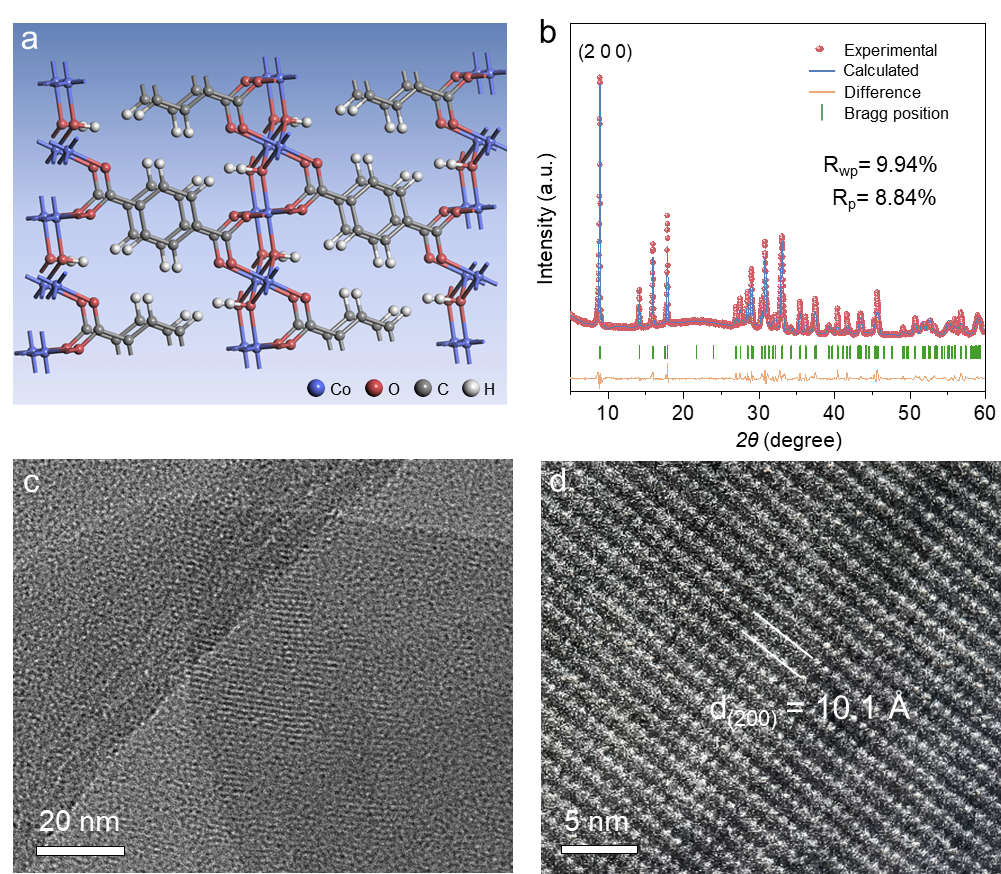 a
Co O C H
b
(2 0 0)
Experimental
Calculated
Difference
Bragg position
Rwp= 9.94%
Rp= 8.84%
Intensity (a.u.)
10 20 30 40 50 60
2θ (degree)
c
20 nm
d
d(200) = 10.1 Å
5 nm